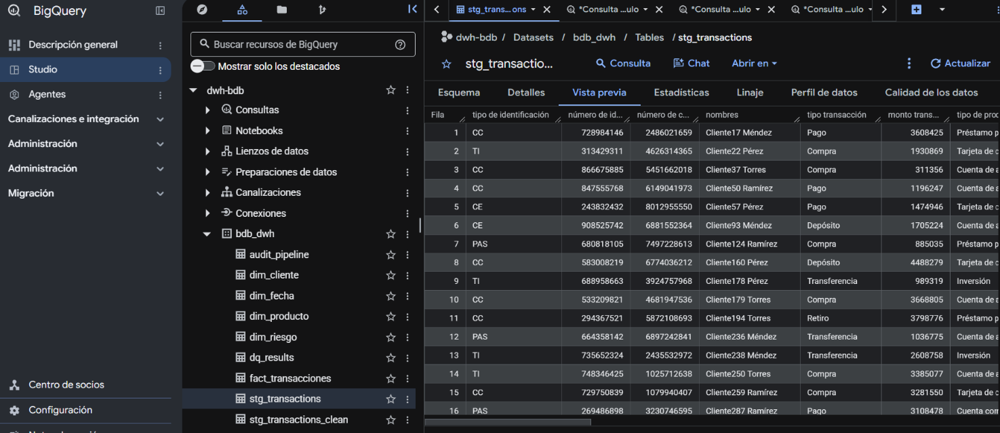 BigQuery
Descripción general
Studio
Agentes
Canalizaciones e integración
Administración
Administración
Migración
Centro de socios
Configuración
Buscar recursos de BigQuery
Mostrar solo los destacados
dwh-bdb
Consultas
Notebooks
Lienzos de datos
Preparaciones de datos
Canalizaciones
Conexiones
bdb_dwh
audit_pipeline
dim_cliente
dim_fecha
dim_producto
dim_riesgo
dq_results
fact_transacciones
stg_transactions
stg_transactions_clean
stg_trans...ons *Consulta ...ulo *Consulta ...ulo *Consulta ...ulo
dwh-bdb / Datasets / bdb_dwh / Tables / stg_transactions
stg_transactio... Consulta Chat Abrir en Actualizar
Esquema Detalles Vista previa Estadísticas Linaje Perfil de datos Calidad de los datos
Fila tipo de identificación número de id... número de c... nombres tipo transacción monto trans... tipo de proc
1 CC 728984146 2486021659 Cliente17 Méndez Pago 3608425 Préstamo p
2 TI 313429311 4626314365 Cliente22 Pérez Compra 1930869 Tarjeta de c
3 CC 866675885 5451662018 Cliente37 Torres Compra 311356 Cuenta de a
4 CC 847555768 6149041973 Cliente50 Ramírez Pago 1196247 Cuenta de a
5 CE 243832432 8012955550 Cliente57 Pérez Pago 1474946 Tarjeta de c
6 CE 908525742 6881552364 Cliente93 Méndez Depósito 1705224 Cuenta de a
7 PAS 680818105 7497228613 Cliente124 Ramírez Compra 885035 Préstamo p
8 CC 583008219 6774036212 Cliente160 Pérez Depósito 4488279 Tarjeta de c
9 TI 688958663 3924757968 Cliente178 Pérez Transferencia 989319 Inversión
10 CC 533209821 4681947536 Cliente179 Torres Compra 3668805 Cuenta de a
11 CC 294367521 5872108693 Cliente194 Torres Retiro 3798776 Préstamo p
12 PAS 664358142 6897242841 Cliente236 Méndez Transferencia 1036775 Cuenta de a
13 TI 735652324 2435532972 Cliente238 Méndez Transferencia 2608758 Inversión
14 TI 748346425 1025712638 Cliente250 Torres Compra 3385077 Cuenta de a
15 CC 729750839 1079940407 Cliente259 Ramírez Compra 3281550 Tarjeta de c
16 PAS 269486898 3230746595 Cliente287 Ramírez Pago 3108478 Cuenta corr